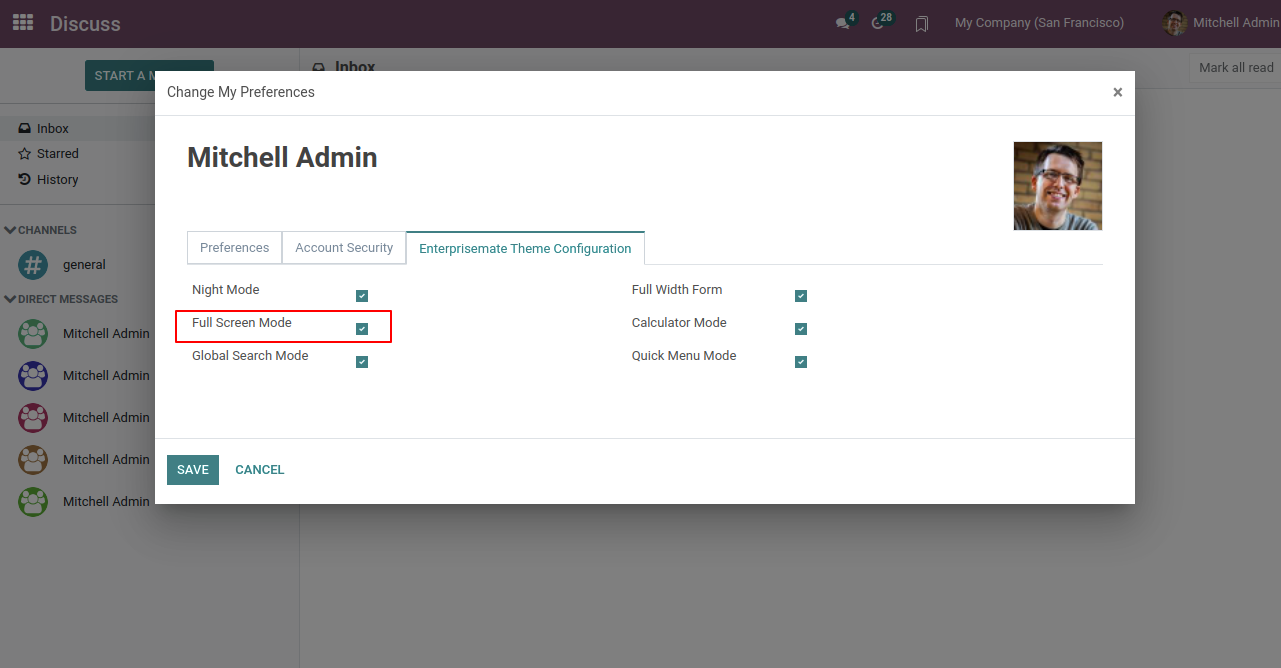 Discuss
4
28
My Company (San Francisco)
Mitchell Admin
START A M
Inbox
Mark all read
Change My Preferences
×
Inbox
Starred
History
CHANNELS
general
DIRECT MESSAGES
Mitchell Admin
Mitchell Admin
Mitchell Admin
Mitchell Admin
Mitchell Admin
Mitchell Admin
Preferences
Account Security
Enterprisemate Theme Configuration
Night Mode
Full Width Form
Full Screen Mode
Calculator Mode
Global Search Mode
Quick Menu Mode
SAVE
CANCEL